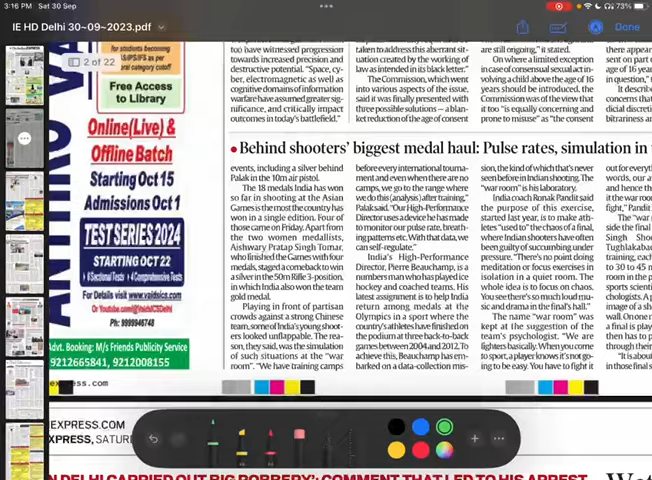 3:16 PM Sat 30 Sep
73%
IE HD Delhi 30~09~2023.pdf
Done
2 of 22
for students becoming
IAS/IPS/IFS as per
coral category cutoff
Free Access
to Library
Online(Live) &
Offline Batch
Starting Oct 15
Admissions Oct 1
TEST SERIES 2024
STARTING OCT 22
6 Sectional Tests 4 Comprehensive Tests
For Details visit www.vaidsics.com
Or Youtube/@VaidsICSDelhi
Ph: 9999946748
Advt. Booking: M/s Friends Publicity Service
9212665841, 9212008155
too have witnessed progression
towards increased precision and
destructive potential. "Space, cy-
ber, electromagnetic as well as
cognitive domains of information
warfare have assumed greater sig-
nificance, and critically impact
outcomes in today's battlefield."
taken to address this aberrant sit-
uation created by the working of
law as intended in its black letter."
The Commission, which went
into various aspects of the issue,
said it was finally presented with
three possible solutions — a blan-
ket reduction of the age of consent
are still ongoing," it stated.
On where a limited exception
in case of consensual sexual act in-
volving a child above the age of 16
years should be introduced, the
Commission was of the view that
it too "is equally concerning and
prone to misuse" as "the consent
there appear
sent on part o
age of 16 year
in question,"
It describe
concerns that
dicial discreti
bitrariness an
• Behind shooters' biggest medal haul: Pulse rates, simulation in
events, including a silver behind
Palak in the 10m air pistol.
The 18 medals India has won
so far in shooting at the Asian
Games is the most the country has
won in a single edition. Four of
those came on Friday. Apart from
the two women medallists,
Aishwary Pratap Singh Tomar,
who finished the Games with four
medals, staged a comeback to win
a silver in the 50m Rifle 3-position,
in which India also won the team
gold medal.
Playing in front of partisan
crowds against a strong Chinese
team, some of India's young shoot-
ers looked unflappable. The rea-
son, they said, was the simulation
of such situations at the "war
room". "We have training camps
before every international tourna-
ment and even when there are no
camps, we go to the range where
we do this (analysis) after training,"
Palak said. "Our High-Performance
Director uses a device he has made
to monitor our pulse rate, breath-
ing patterns etc. With that data, we
can self-regulate."
India's High-Performance
Director, Pierre Beauchamp, is a
numbers man who has played ice
hockey and coached teams. His
latest assignment is to help India
return among medals at the
Olympics in a sport where the
country's athletes have finished on
the podium at three back-to-back
games between 2004 and 2012. To
achieve this, Beauchamp has em-
barked on a data-collection mis-
sion, the kind of which that's never
seen before in Indian shooting. The
"war room" is his laboratory.
India coach Ronak Pandit said
the purpose of this exercise,
started last year, is to make ath-
letes "used to" the chaos of a final,
where Indian shooters have often
been guilty of succumbing under
pressure. "There's no point doing
meditation or focus exercises in
isolation in a quiet room. The
whole idea is to focus on chaos.
You see there's so much loud mu-
sic and drama in the final's hall."
The name "war room" was
kept at the suggestion of the
team's psychologist. "We are
fighters basically. When you come
to sport, a player knows it's not go-
ing to be easy. You have to fight it
out for everyth
words, our a
and hence th
it the war roo
fight," Pandit
The "war
side the final
Singh Shoo
Tughlakabad
training, each
to 30 to 45 m
room in the p
sports scienti
chologists. A p
image of a sh
wall. On one m
a final is playe
then has to p
through their
"It is about
in those final s
express.com
EXPRESS.COM
XPRESS, SATUR
N DELHI CARRIED OUT BIG ROBBERY': COMMENT THAT LED TO HIS ARREST